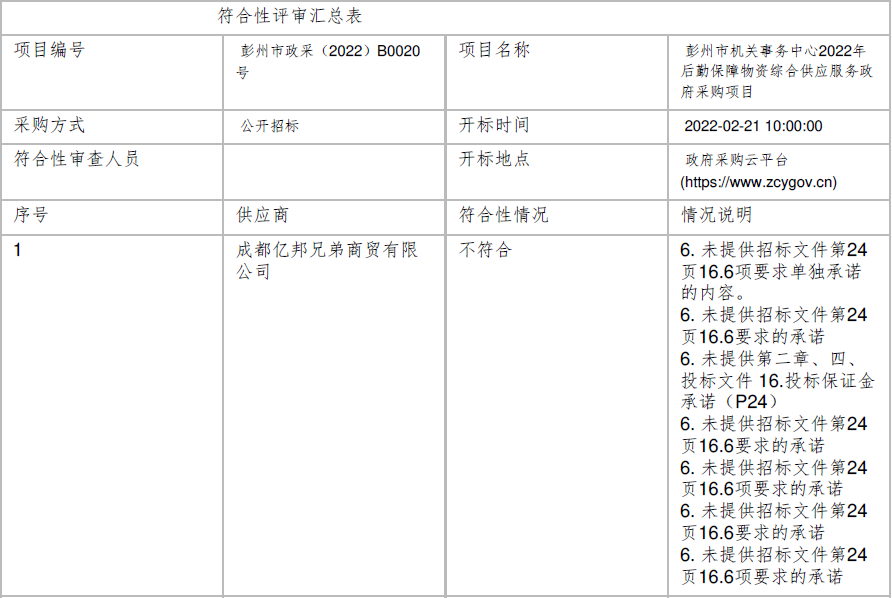 符合性评审汇总表
项目编号
彭州市政采（2022）B0020
号
项目名称
彭州市机关事务中心2022年
后勤保障物资综合供应服务政
府采购项目
采购方式
公开招标
开标时间
2022-02-21 10:00:00
符合性审查人员
开标地点
政府采购云平台
(https://www.zcygov.cn)
序号
供应商
符合性情况
情况说明
1
成都亿邦兄弟商贸有限
公司
不符合
6. 未提供招标文件第24
页16.6项要求单独承诺
的内容。
6. 未提供招标文件第24
页16.6要求的承诺
6. 未提供第二章、四、
投标文件 16.投标保证金
承诺（P24）
6. 未提供招标文件第24
页16.6要求的承诺
6. 未提供招标文件第24
页16.6项要求的承诺
6. 未提供招标文件第24
页16.6要求的承诺
6. 未提供招标文件第24
页16.6项要求的承诺